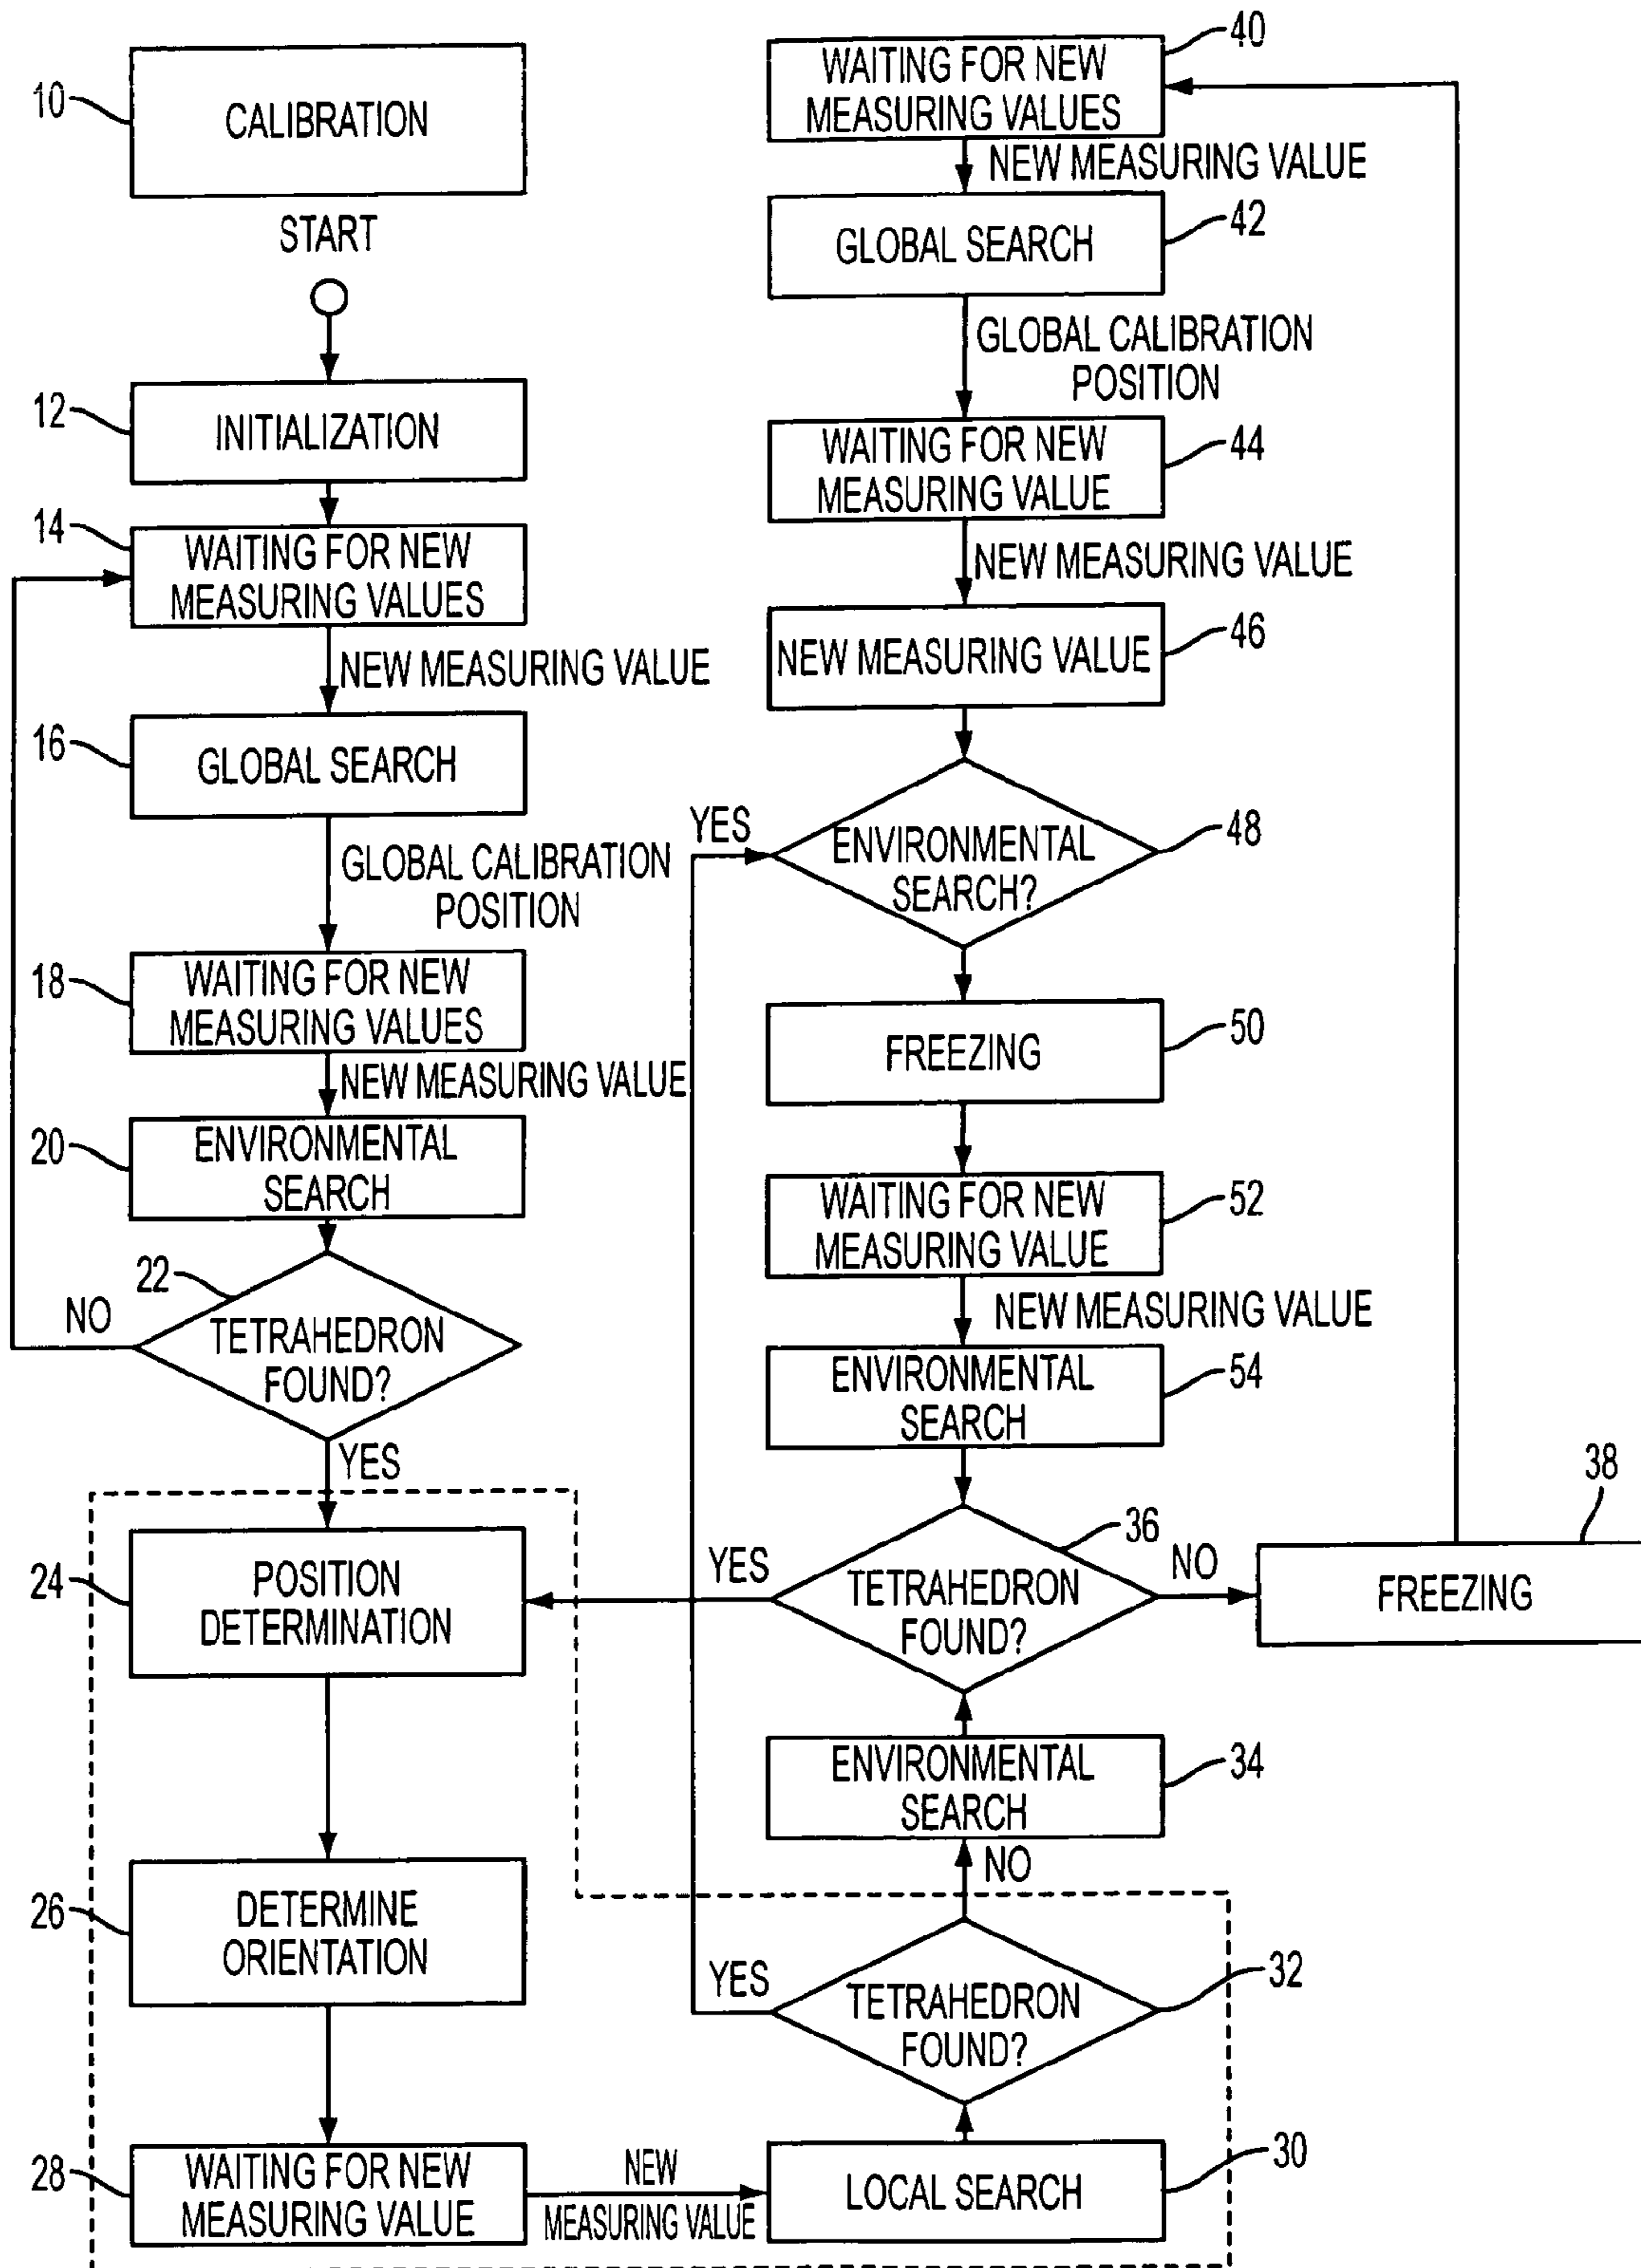 10
CALIBRATION
START
12
INITIALIZATION
14
WAITING FOR NEW
MEASURING VALUES
NEW MEASURING VALUE
16
GLOBAL SEARCH
GLOBAL CALIBRATION
POSITION
18
WAITING FOR NEW
MEASURING VALUES
NEW MEASURING VALUE
20
ENVIRONMENTAL
SEARCH
22
NO
TETRAHEDRON
FOUND?
YES
24
POSITION
DETERMINATION
26
DETERMINE
ORIENTATION
28
WAITING FOR NEW
MEASURING VALUE
NEW
MEASURING VALUE
40
WAITING FOR NEW
MEASURING VALUES
NEW MEASURING VALUE
42
GLOBAL SEARCH
GLOBAL CALIBRATION
POSITION
44
WAITING FOR NEW
MEASURING VALUE
NEW MEASURING VALUE
46
NEW MEASURING VALUE
YES
48
ENVIRONMENTAL
SEARCH?
50
FREEZING
52
WAITING FOR NEW
MEASURING VALUE
NEW MEASURING VALUE
54
ENVIRONMENTAL
SEARCH
36
YES
TETRAHEDRON
FOUND?
NO
38
FREEZING
34
ENVIRONMENTAL
SEARCH
NO
32
YES
TETRAHEDRON
FOUND?
30
LOCAL SEARCH